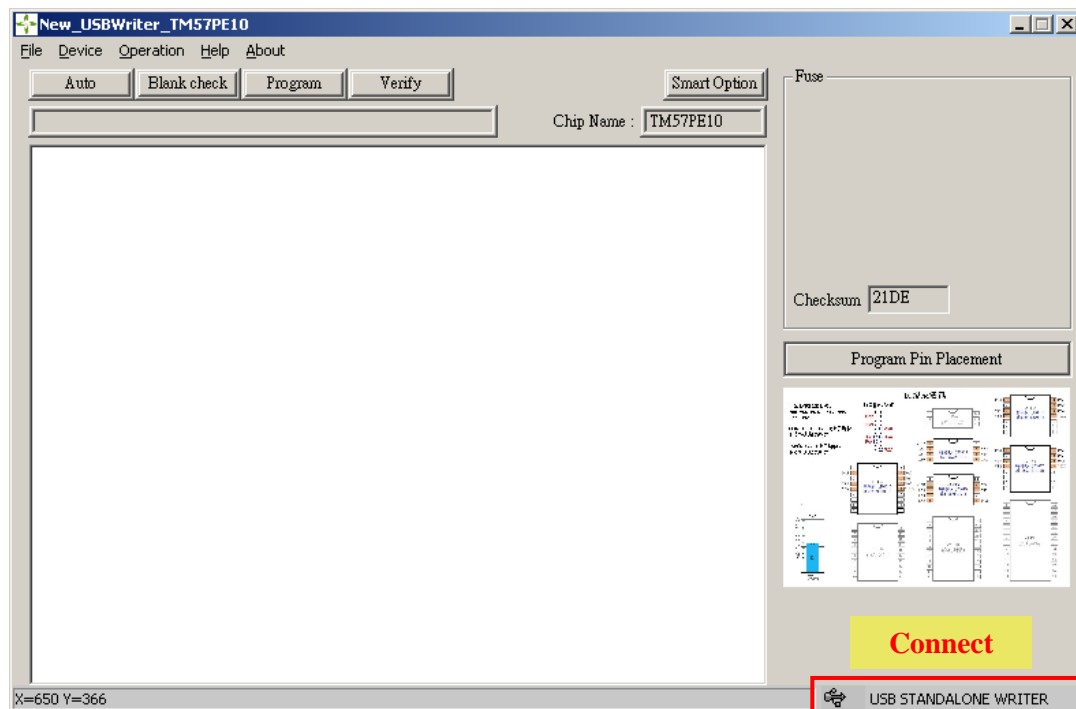 New_USBWriter_TM57PE10
File Device Operation Help About
Auto Blank check Program Verify Smart Option
Chip Name : TM57PE10
Fuse
Checksum 21DE
Program Pin Placement
Connect
X=650 Y=366
USB STANDALONE WRITER